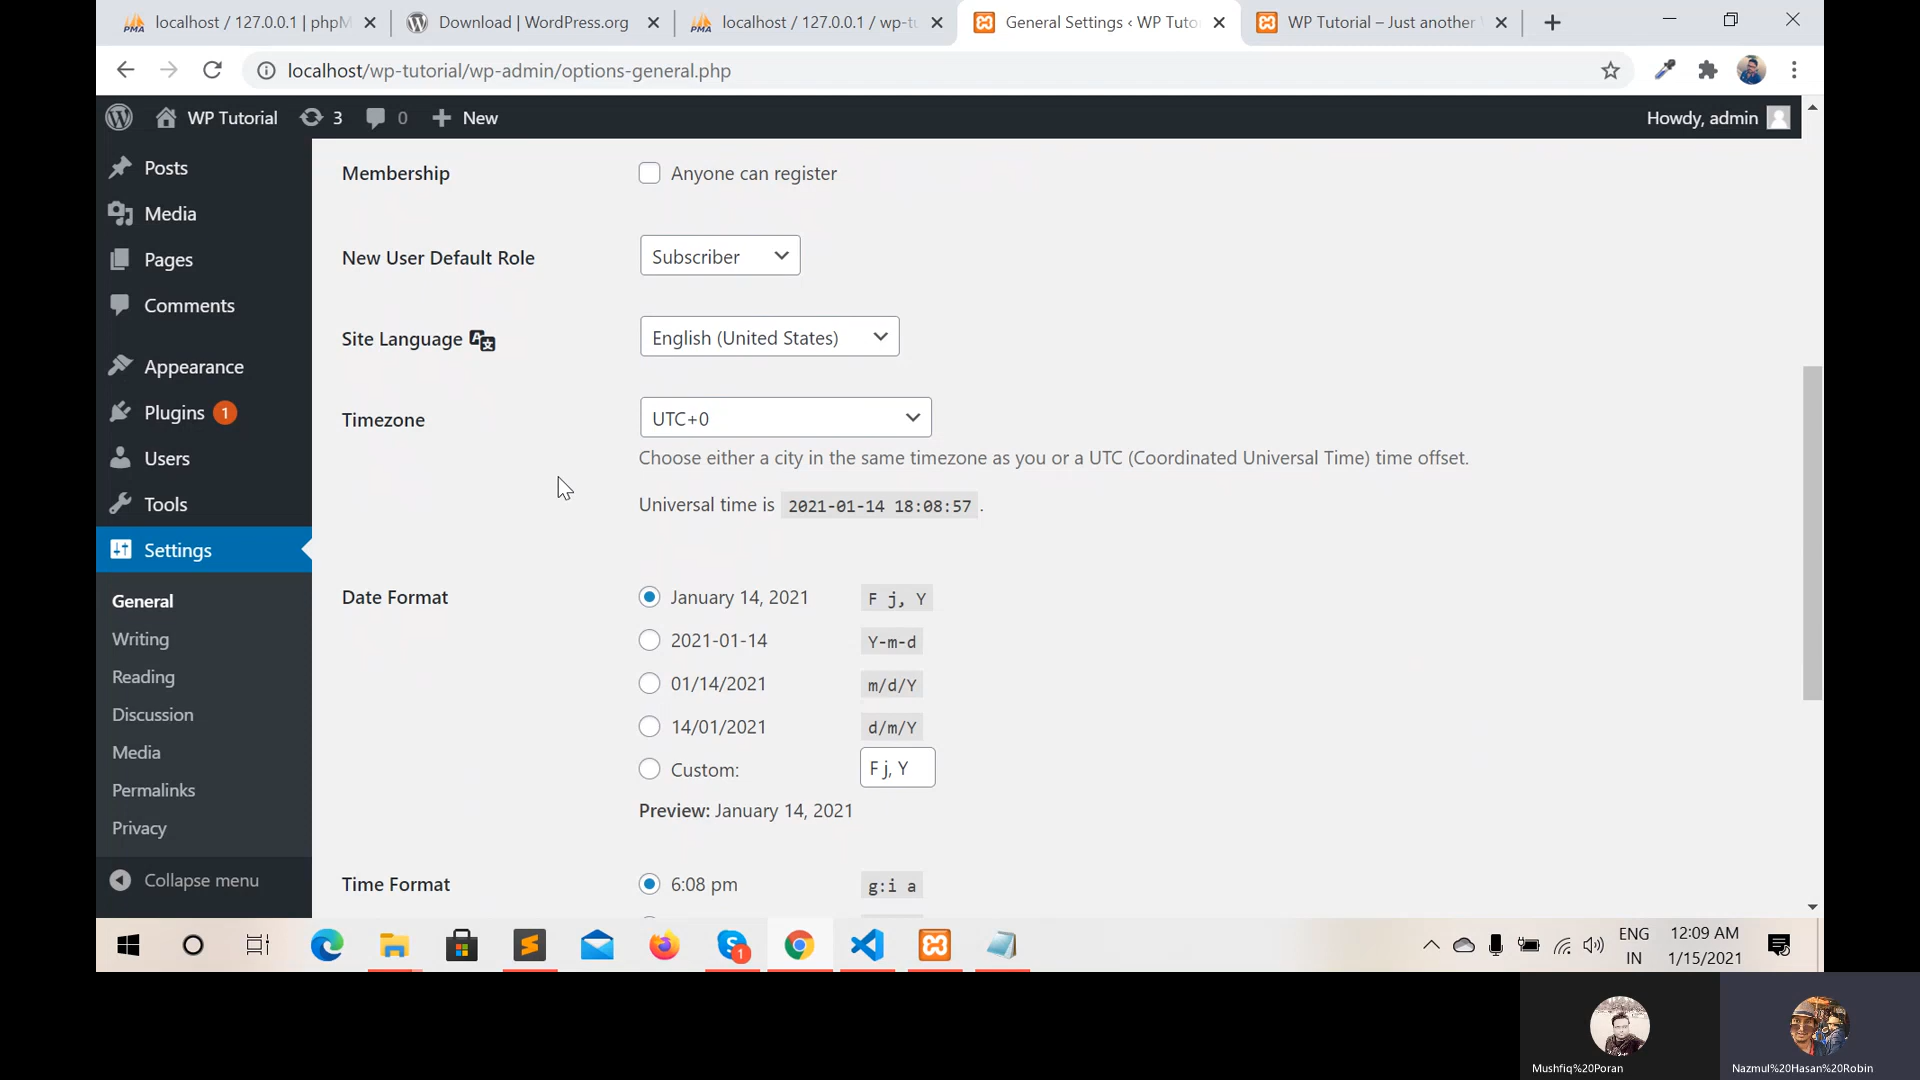 localhost / 127.0.0.1 | phpM
Download | WordPress.org
localhost / 127.0.0.1 / wp-tu
General Settings ‹ WP Tuto
WP Tutorial – Just another
localhost/wp-tutorial/wp-admin/options-general.php
WP Tutorial
3
0
New
Howdy, admin
Posts
Media
Pages
Comments
Appearance
Plugins 1
Users
Tools
Settings
General
Writing
Reading
Discussion
Media
Permalinks
Privacy
Collapse menu
Membership
Anyone can register
New User Default Role
Subscriber
Site Language
English (United States)
Timezone
UTC+0
Choose either a city in the same timezone as you or a UTC (Coordinated Universal Time) time offset.
Universal time is 2021-01-14 18:08:57 .
Date Format
January 14, 2021 F j, Y
2021-01-14 Y-m-d
01/14/2021 m/d/Y
14/01/2021 d/m/Y
Custom: F j, Y
Preview: January 14, 2021
Time Format
6:08 pm g:i a
1
ENG
IN
12:09 AM
1/15/2021
Mushfiq%20Poran
Nazmul%20Hasan%20Robin